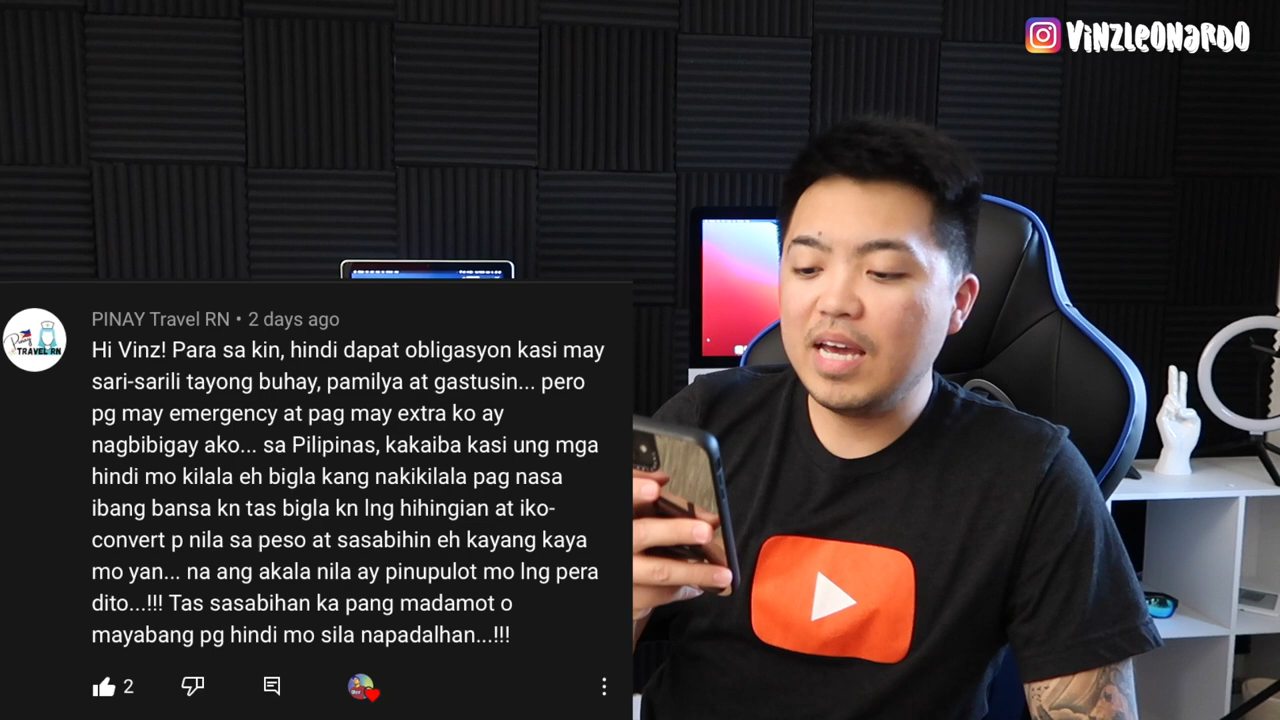 VINZLEONARDO
PINAY Travel RN • 2 days ago
Hi Vinz! Para sa kin, hindi dapat obligasyon kasi may
sari-sarili tayong buhay, pamilya at gastusin... pero
pg may emergency at pag may extra ko ay
nagbibigay ako... sa Pilipinas, kakaiba kasi ung mga
hindi mo kilala eh bigla kang nakikilala pag nasa
ibang bansa kn tas bigla kn lng hihingian at iko-
convert p nila sa peso at sasabihin eh kayang kaya
mo yan... na ang akala nila ay pinupulot mo lng pera
dito...!!! Tas sasabihan ka pang madamot o
mayabang pg hindi mo sila napadalhan...!!!
2
Pinay
TRAVEL RN